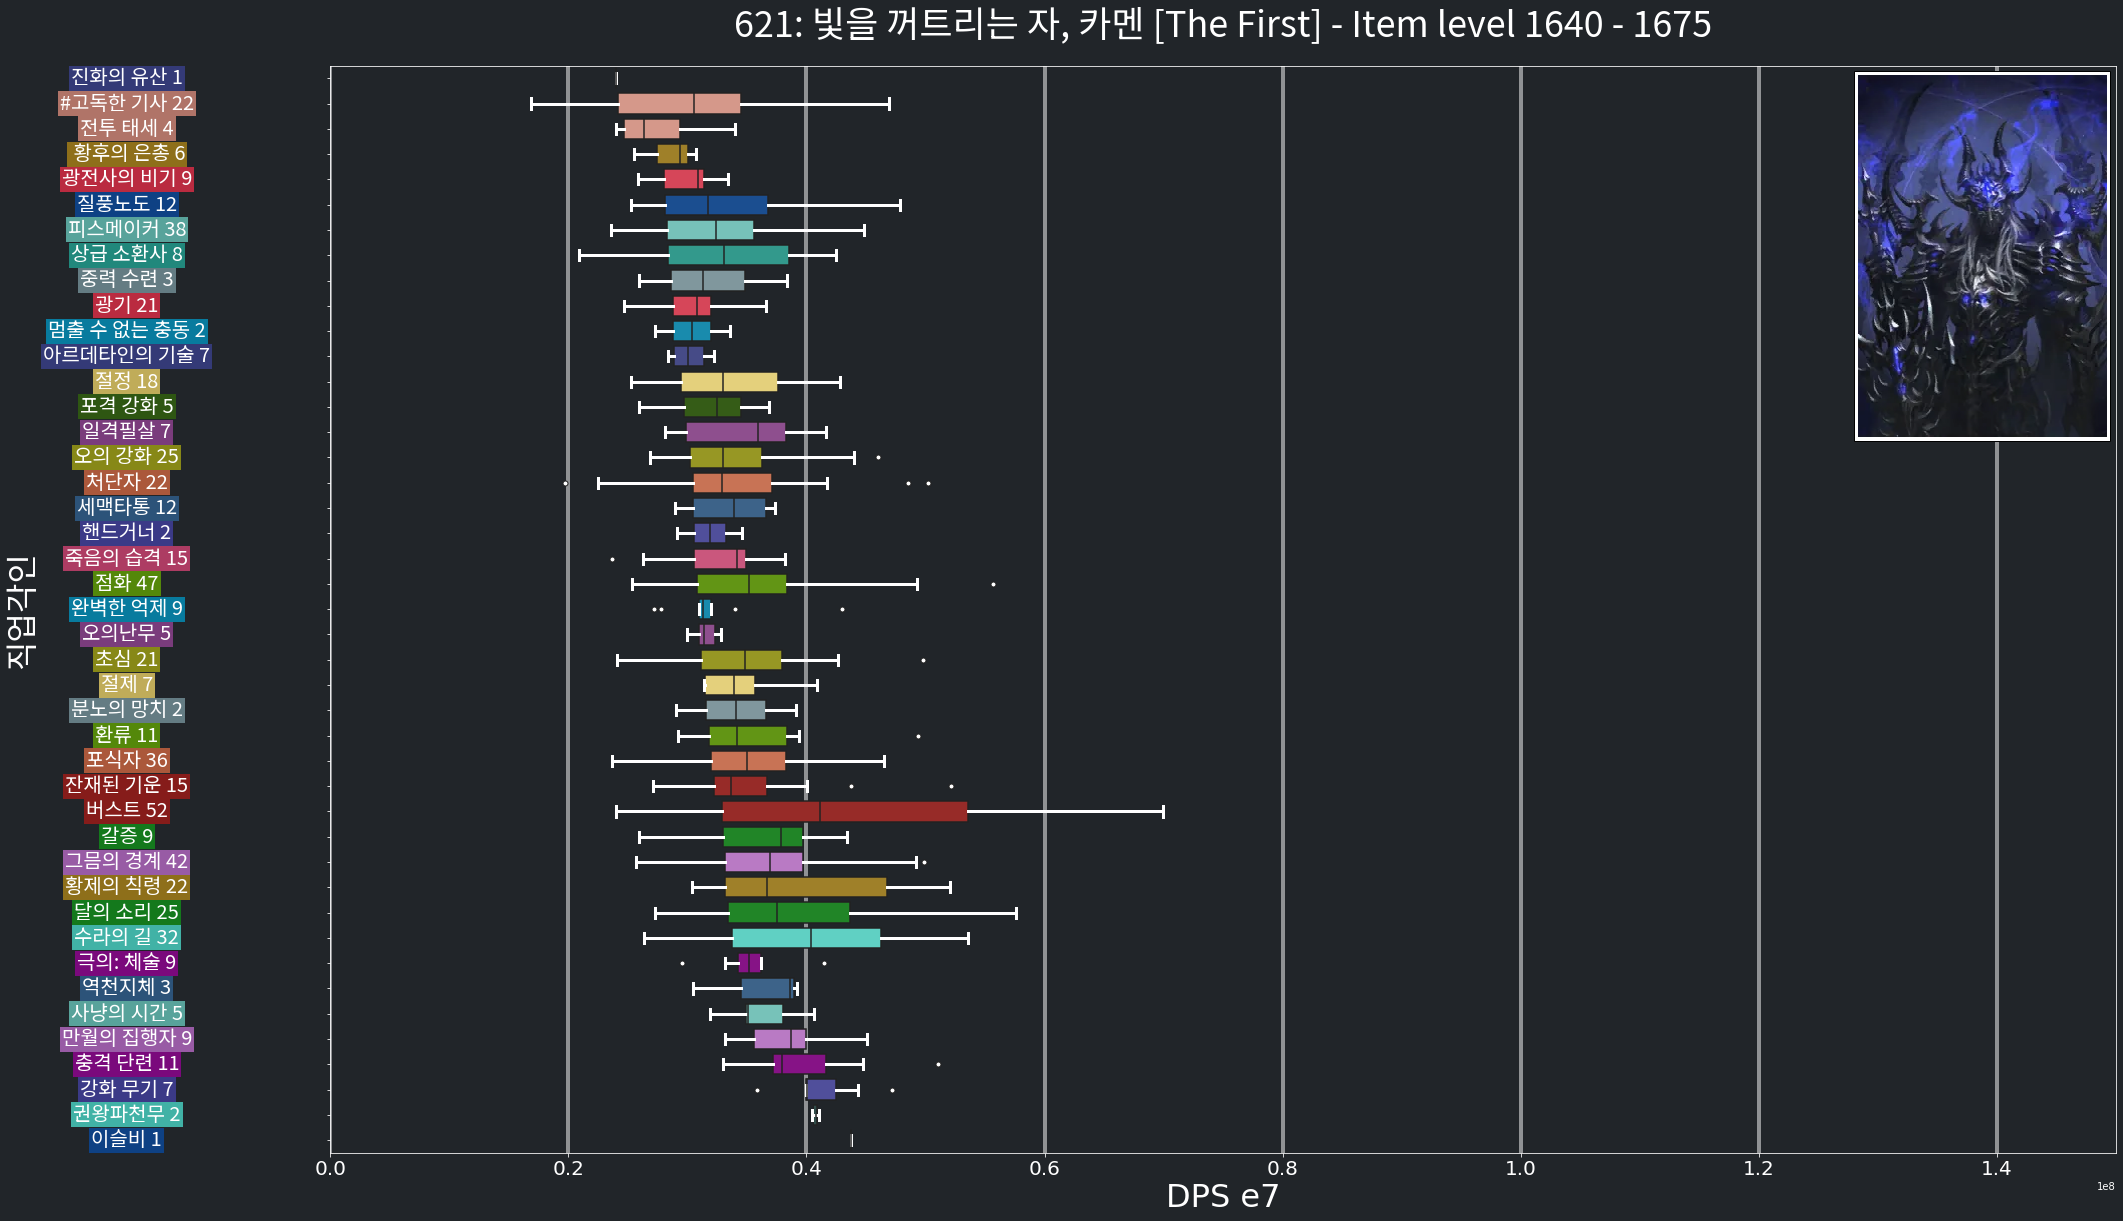 621: 빛을 꺼트리는 자, 카멘 [The First] - Item level 1640 - 1675
직업각인
진화의 유산 1
#고독한 기사 22
전투 태세 4
황후의 은총 6
광전사의 비기 9
질풍노도 12
피스메이커 38
상급 소환사 8
중력 수련 3
광기 21
멈출 수 없는 충동 2
아르데타인의 기술 7
절정 18
포격 강화 5
일격필살 7
오의 강화 25
처단자 22
세맥타통 12
핸드거너 2
죽음의 습격 15
점화 47
완벽한 억제 9
오의난무 5
초심 21
절제 7
분노의 망치 2
환류 11
포식자 36
잔재된 기운 15
버스트 52
갈증 9
그믐의 경계 42
황제의 칙령 22
달의 소리 25
수라의 길 32
극의: 체술 9
역천지체 3
사냥의 시간 5
만월의 집행자 9
충격 단련 11
강화 무기 7
권왕파천무 2
이슬비 1
0.0 0.2 0.4 0.6 0.8 1.0 1.2 1.4
1e8
DPS e7